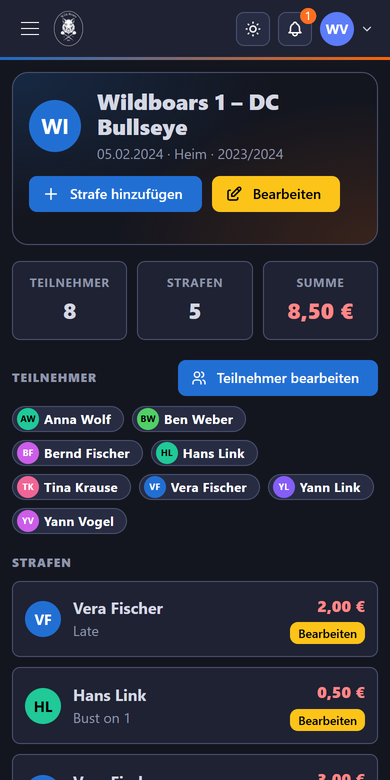 1
WV
WI
Wildboars 1 – DC
Bullseye
05.02.2024 · Heim · 2023/2024
Strafe hinzufügen
Bearbeiten
TEILNEHMER
STRAFEN
SUMME
8
5
8,50 €
TEILNEHMER
Teilnehmer bearbeiten
AW Anna Wolf
BW Ben Weber
BF Bernd Fischer
HL Hans Link
TK Tina Krause
VF Vera Fischer
YL Yann Link
YV Yann Vogel
STRAFEN
VF
Vera Fischer
2,00 €
Late
Bearbeiten
HL
Hans Link
0,50 €
Bust on 1
Bearbeiten